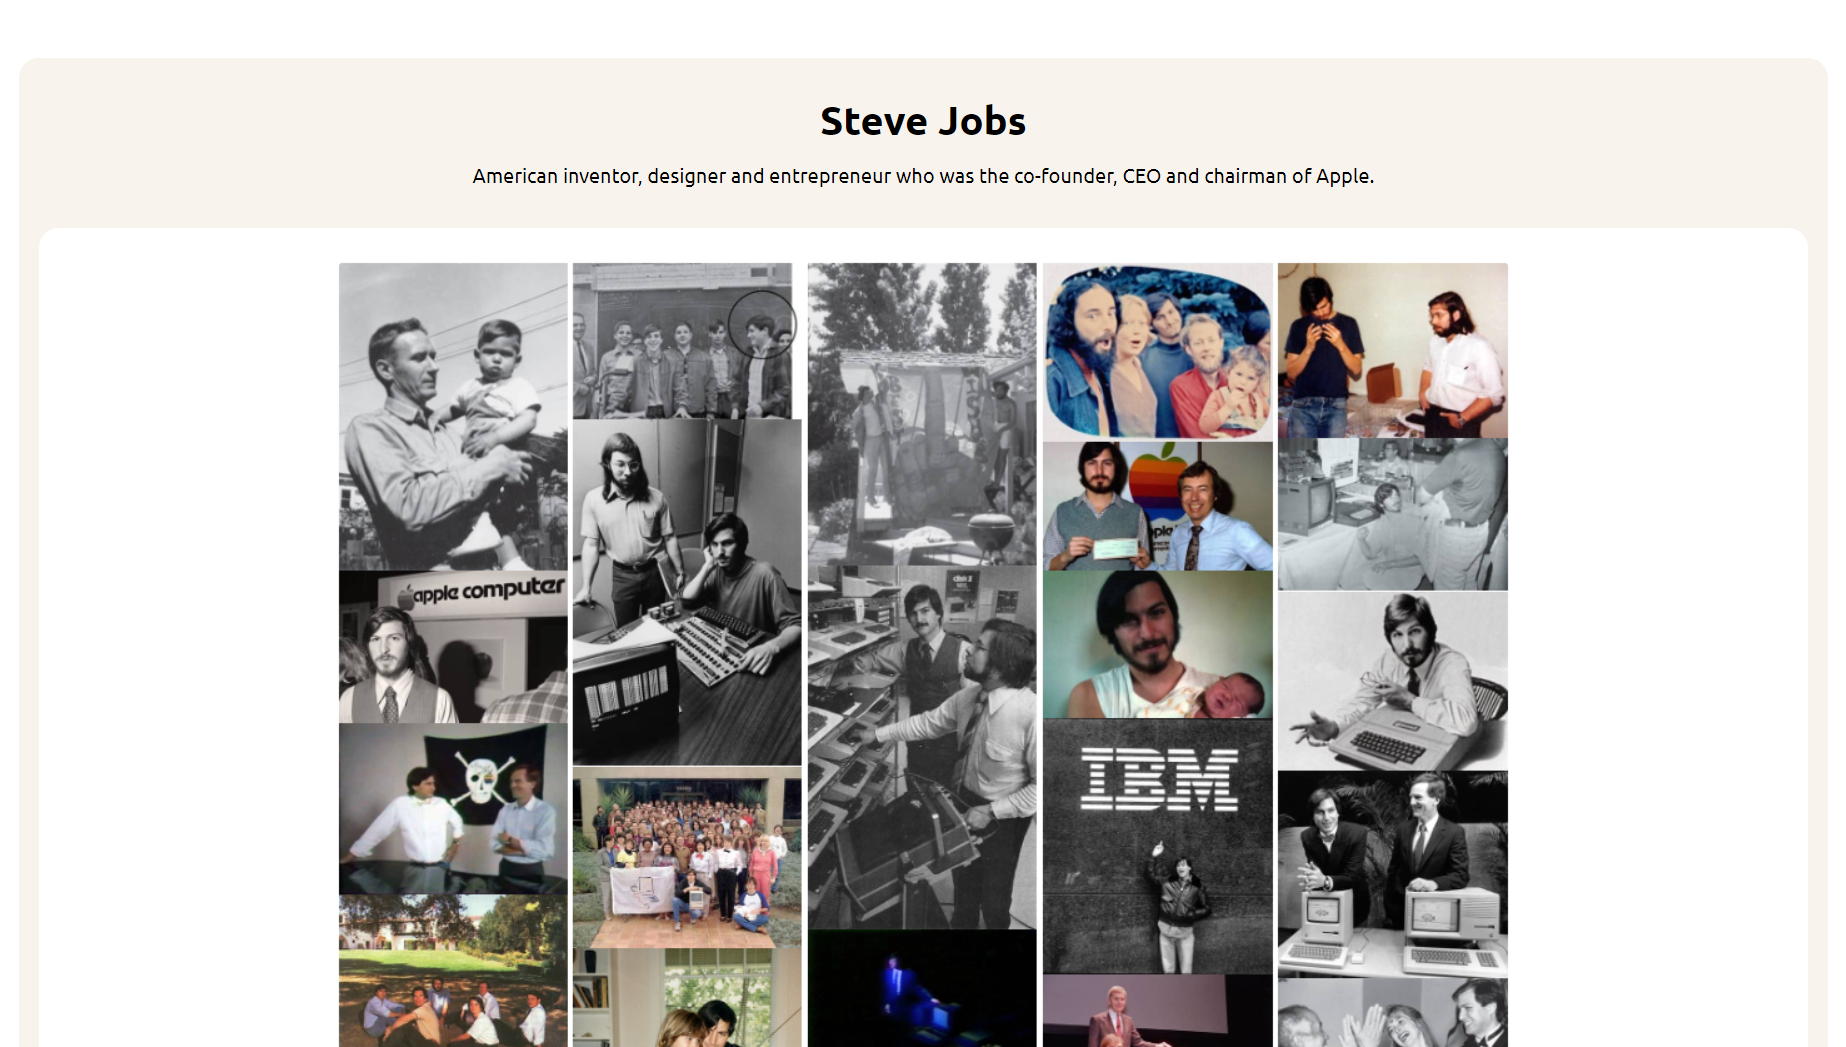 Steve Jobs
American inventor, designer and entrepreneur who was the co-founder, CEO and chairman of Apple.
apple computer
IBM